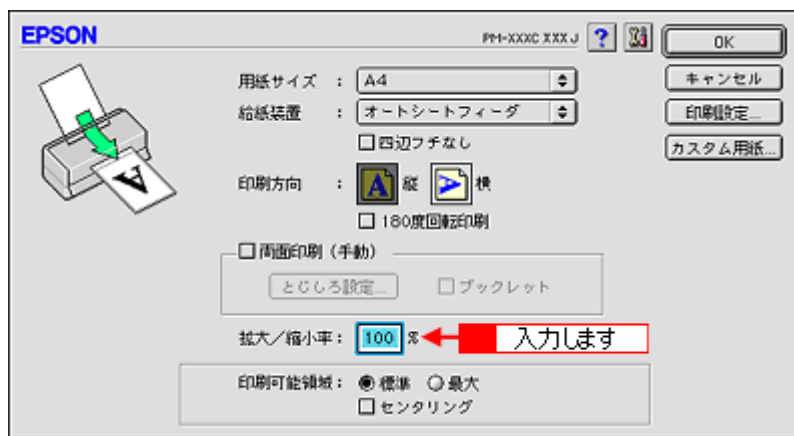 EPSON
PM-XXXC XXX J
?
OK
用紙サイズ : A4
キャンセル
給紙装置 : オートシートフィーダ
印刷設定...
四辺フチなし
カスタム用紙...
A
印刷方向 : A 縦 A 横
180度回転印刷
両面印刷 (手動)
とじしろ設定...
ブックレット
拡大/縮小率: 100 %
入力します
印刷可能領域: 標準 最大
センタリング